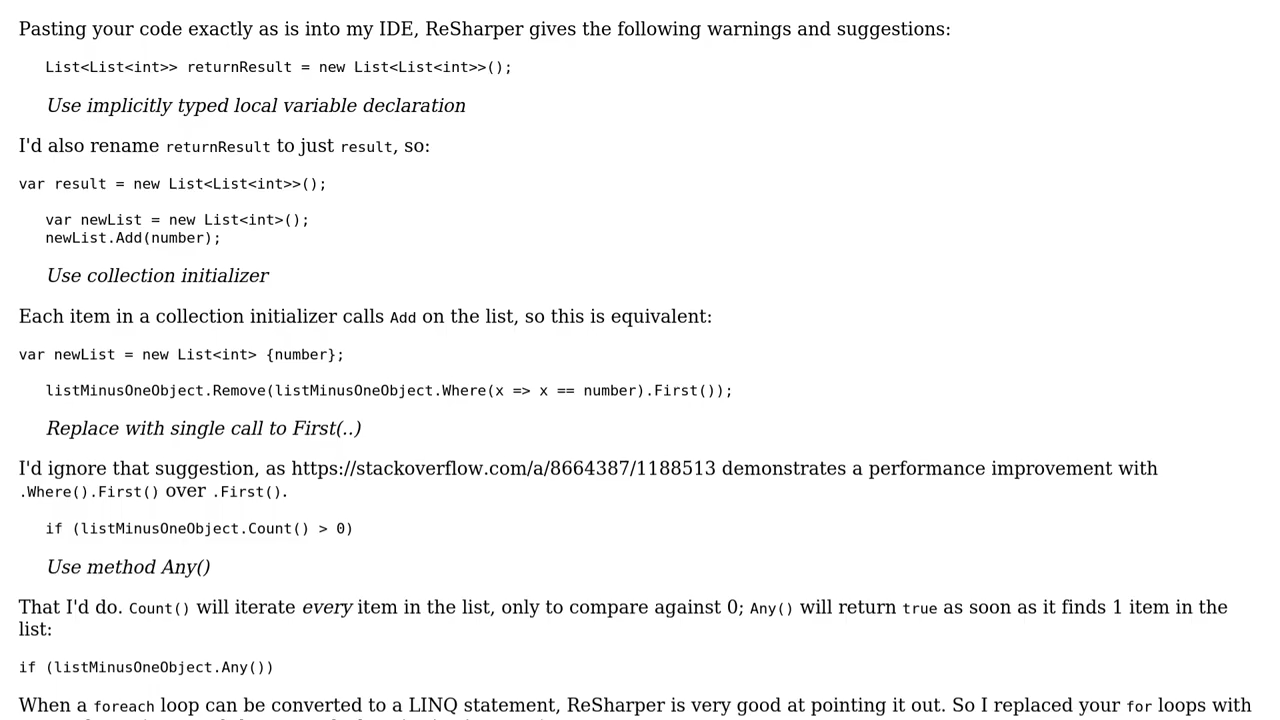 Pasting your code exactly as is into my IDE, ReSharper gives the following warnings and suggestions:
List<List<int>> returnResult = new List<List<int>>();
Use implicitly typed local variable declaration
I'd also rename returnResult to just result, so:
var result = new List<List<int>>();
var newList = new List<int>();
newList.Add(number);
Use collection initializer
Each item in a collection initializer calls Add on the list, so this is equivalent:
var newList = new List<int> {number};
listMinusOneObject.Remove(listMinusOneObject.Where(x => x == number).First());
Replace with single call to First(..)
I'd ignore that suggestion, as https://stackoverflow.com/a/8664387/1188513 demonstrates a performance improvement with
.Where().First() over .First().
if (listMinusOneObject.Count() > 0)
Use method Any()
That I'd do. Count() will iterate every item in the list, only to compare against 0; Any() will return true as soon as it finds 1 item in the
list:
if (listMinusOneObject.Any())
When a foreach loop can be converted to a LINQ statement, ReSharper is very good at pointing it out. So I replaced your for loops with